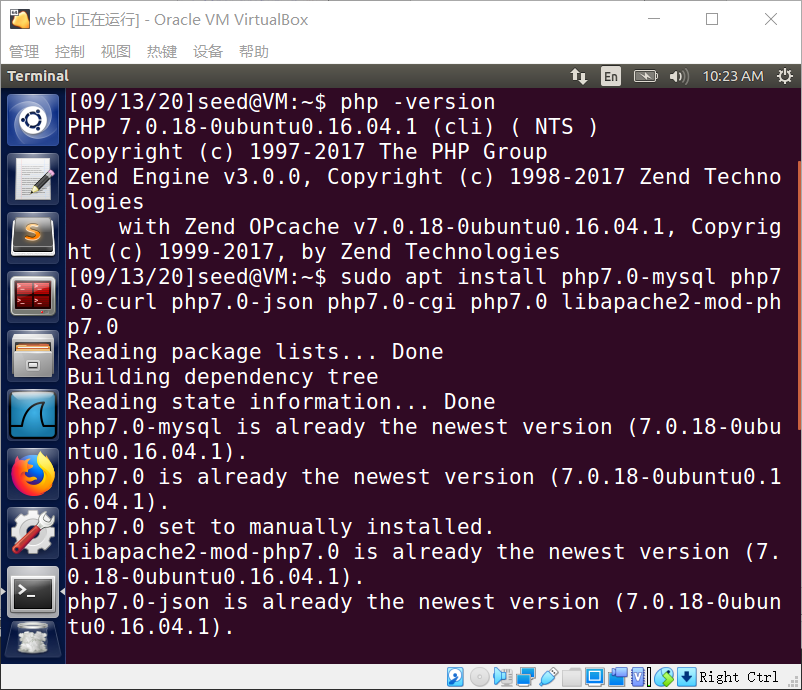 web [正在运行] - Oracle VM VirtualBox
管理 控制 视图 热键 设备 帮助
Terminal En 10:23 AM
[09/13/20]seed@VM:~$ php -version
PHP 7.0.18-0ubuntu0.16.04.1 (cli) ( NTS )
Copyright (c) 1997-2017 The PHP Group
Zend Engine v3.0.0, Copyright (c) 1998-2017 Zend Techno
logies
    with Zend OPcache v7.0.18-0ubuntu0.16.04.1, Copyrig
ht (c) 1999-2017, by Zend Technologies
[09/13/20]seed@VM:~$ sudo apt install php7.0-mysql php7
.0-curl php7.0-json php7.0-cgi php7.0 libapache2-mod-ph
p7.0
Reading package lists... Done
Building dependency tree
Reading state information... Done
php7.0-mysql is already the newest version (7.0.18-0ubu
ntu0.16.04.1).
php7.0 is already the newest version (7.0.18-0ubuntu0.1
6.04.1).
php7.0 set to manually installed.
libapache2-mod-php7.0 is already the newest version (7.
0.18-0ubuntu0.16.04.1).
php7.0-json is already the newest version (7.0.18-0ubun
tu0.16.04.1).
Right Ctrl